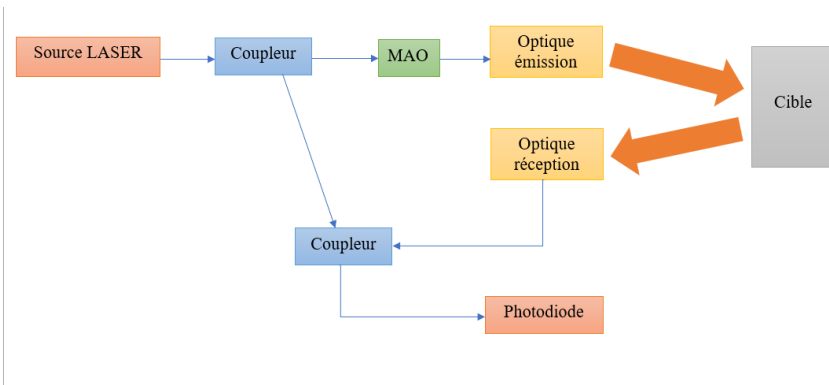 Source LASER
Coupleur
MAO
Optique
émission
Cible
Optique
réception
Coupleur
Photodiode